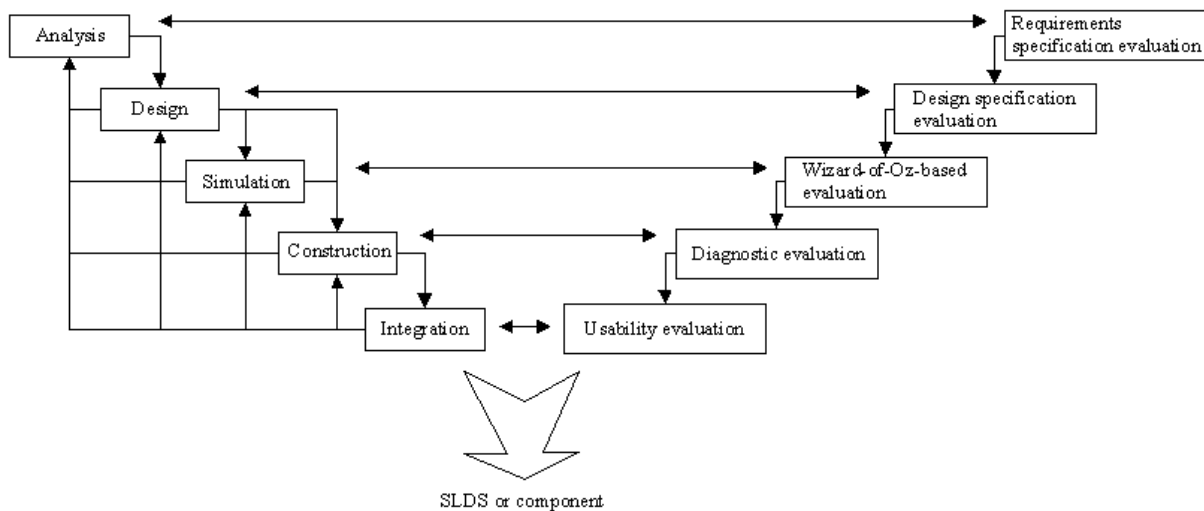 Analysis
Requirements
specification evaluation
Design
Design specification
evaluation
Simulation
Wizard-of-Oz-based
evaluation
Construction
Diagnostic evaluation
Integration
Usability evaluation
SLDS or component